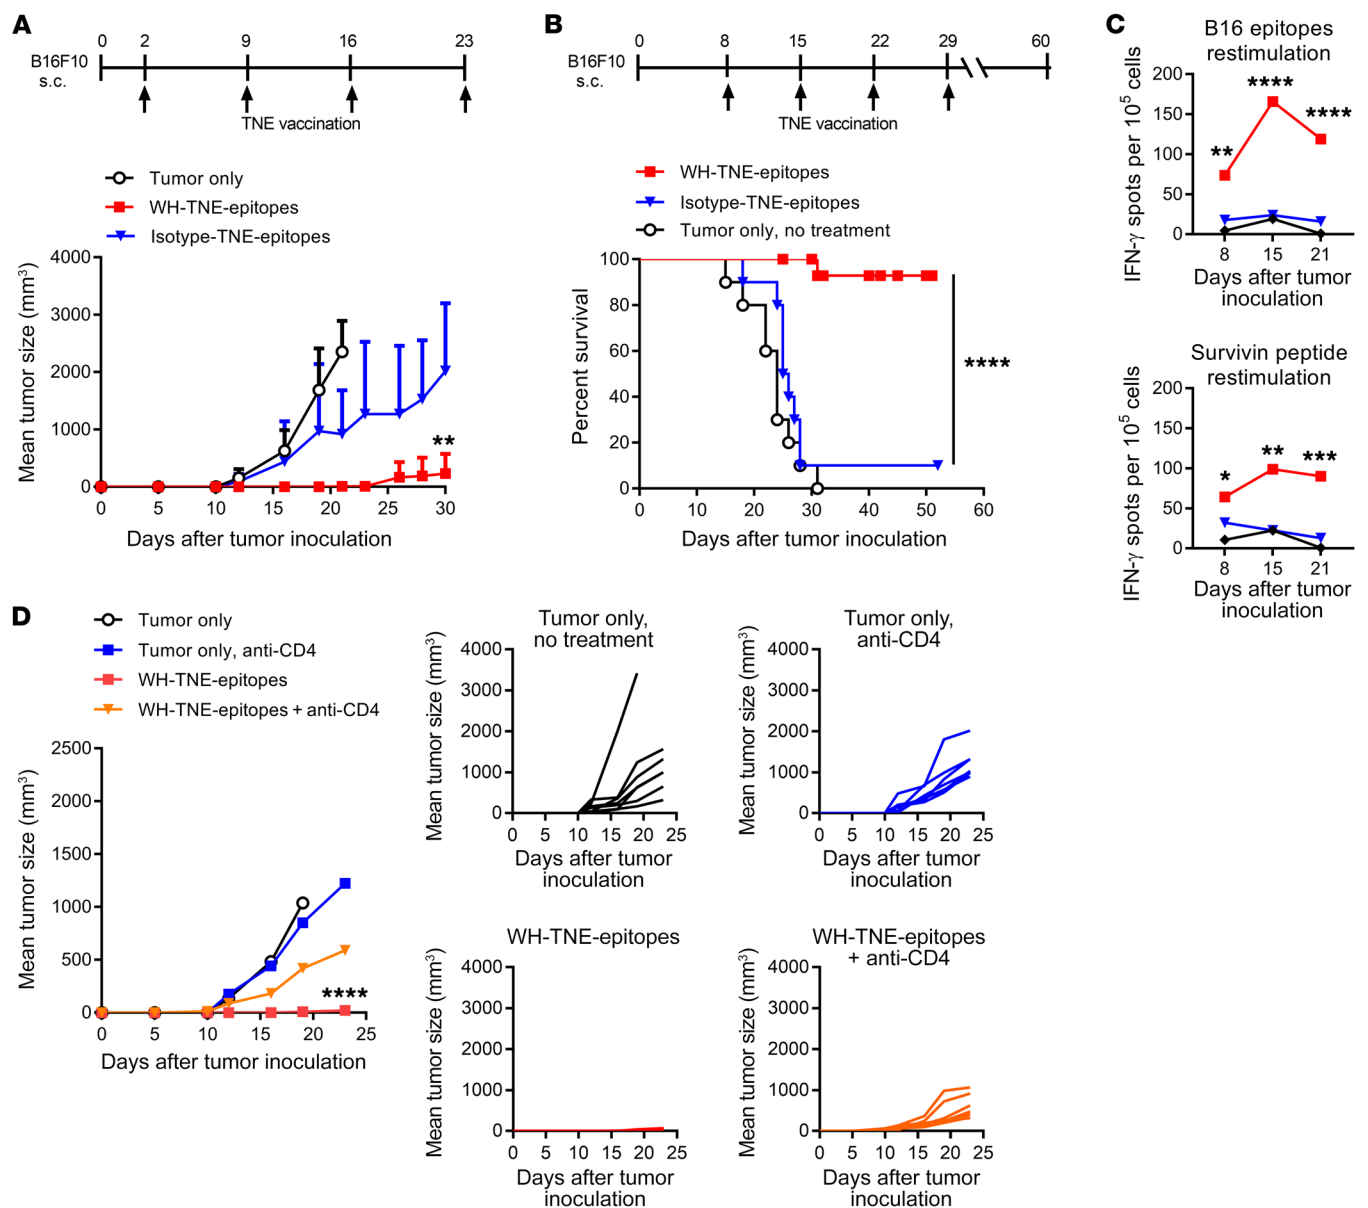 A
0 2 9 16 23
B16F10
s.c.
TNE vaccination
Tumor only
WH-TNE-epitopes
Isotype-TNE-epitopes
Mean tumor size (mm³)
4000
3000
2000
1000
0
**
0 5 10 15 20 25 30
Days after tumor inoculation
B
0 8 15 22 29 60
B16F10
s.c.
TNE vaccination
WH-TNE-epitopes
Isotype-TNE-epitopes
Tumor only, no treatment
Percent survival
100
80
60
40
20
0
****
0 10 20 30 40 50 60
Days after tumor inoculation
C
B16 epitopes
restimulation
IFN-γ spots per 10⁵ cells
200
150
100
50
0
** **** ****
8 15 21
Days after tumor
inoculation
Survivin peptide
restimulation
IFN-γ spots per 10⁵ cells
200
150
100
50
0
* ** ***
8 15 21
Days after tumor
inoculation
D
Tumor only
Tumor only, anti-CD4
WH-TNE-epitopes
WH-TNE-epitopes + anti-CD4
Mean tumor size (mm³)
2500
2000
1500
1000
500
0
****
0 5 10 15 20 25
Days after tumor inoculation
Tumor only,
no treatment
Mean tumor size (mm³)
4000
3000
2000
1000
0
0 5 10 15 20 25
Days after tumor
inoculation
Tumor only,
anti-CD4
Mean tumor size (mm³)
4000
3000
2000
1000
0
0 5 10 15 20 25
Days after tumor
inoculation
WH-TNE-epitopes
Mean tumor size (mm³)
4000
3000
2000
1000
0
0 5 10 15 20 25
Days after tumor
inoculation
WH-TNE-epitopes
+ anti-CD4
Mean tumor size (mm³)
4000
3000
2000
1000
0
0 5 10 15 20 25
Days after tumor
inoculation